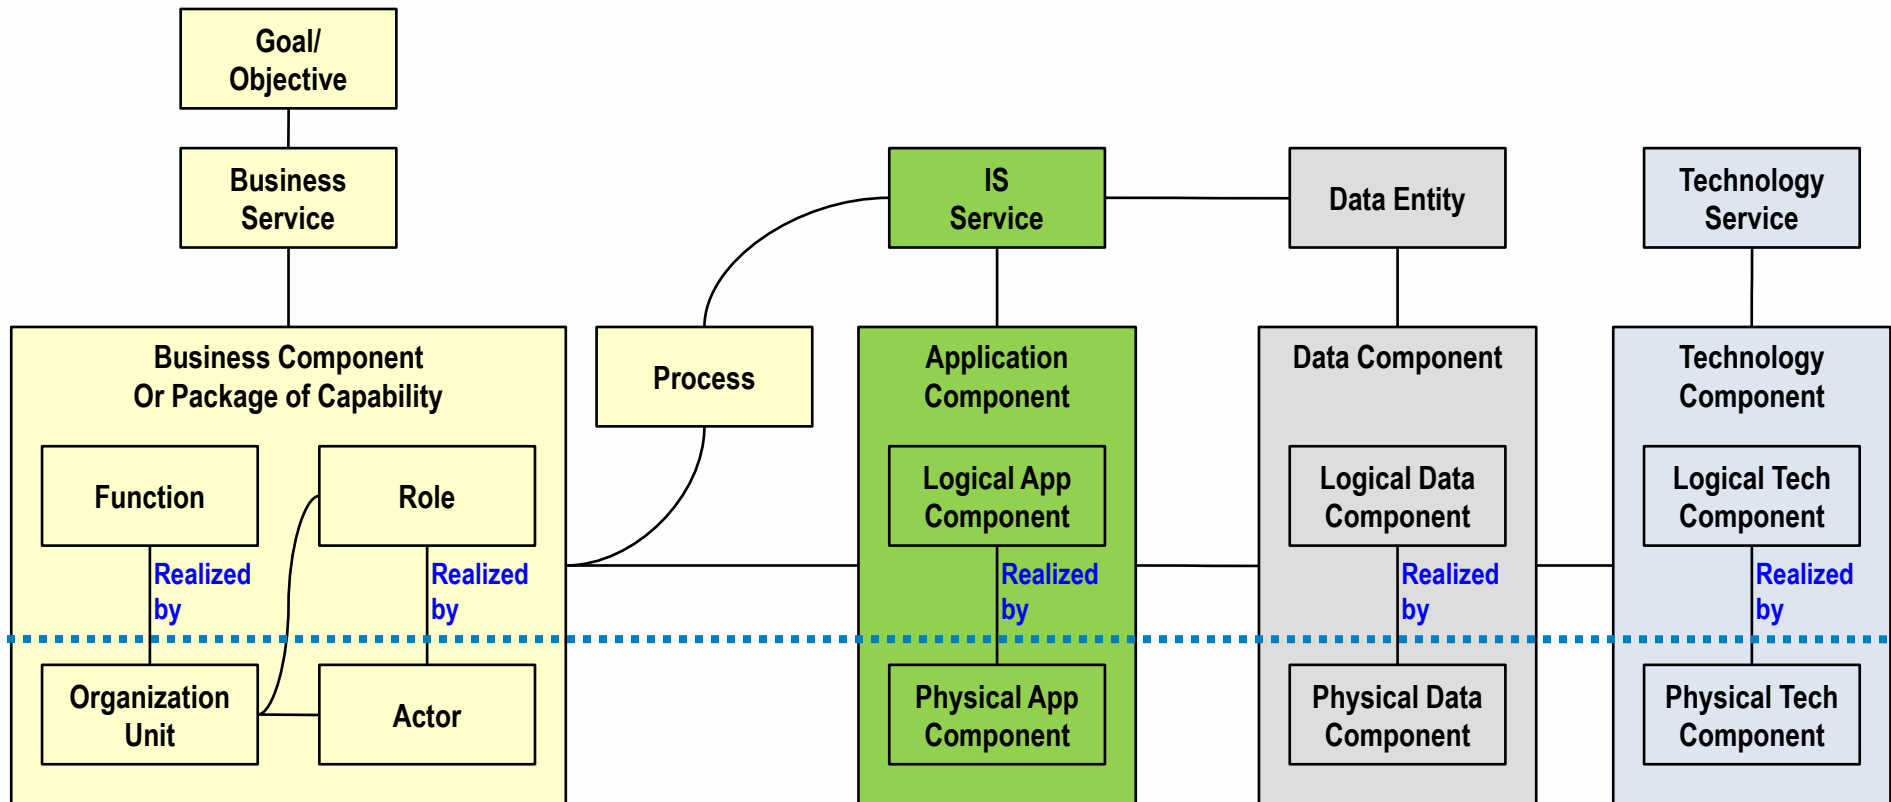 Goal/
Objective
Business
Service
IS
Service
Data Entity
Technology
Service
Business Component
Or Package of Capability
Process
Application
Component
Data Component
Technology
Component
Function
Role
Logical App
Component
Logical Data
Component
Logical Tech
Component
Realized
by
Realized
by
Realized
by
Realized
by
Realized
by
Organization
Unit
Actor
Physical App
Component
Physical Data
Component
Physical Tech
Component